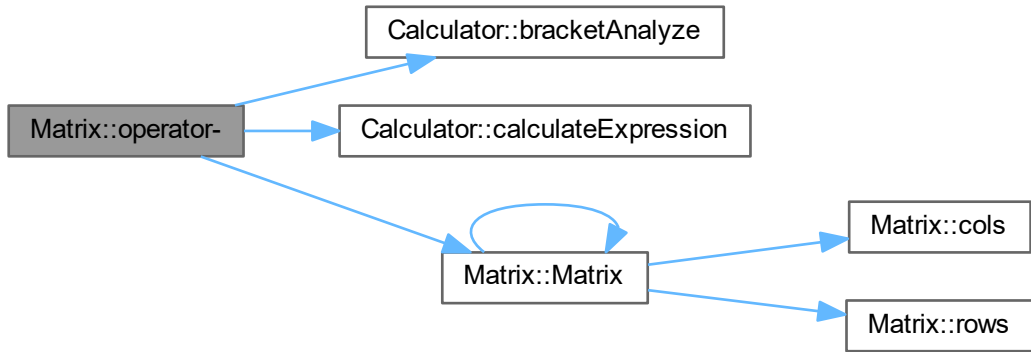 Calculator::bracketAnalyze
Matrix::operator-
Calculator::calculateExpression
Matrix::cols
Matrix::Matrix
Matrix::rows